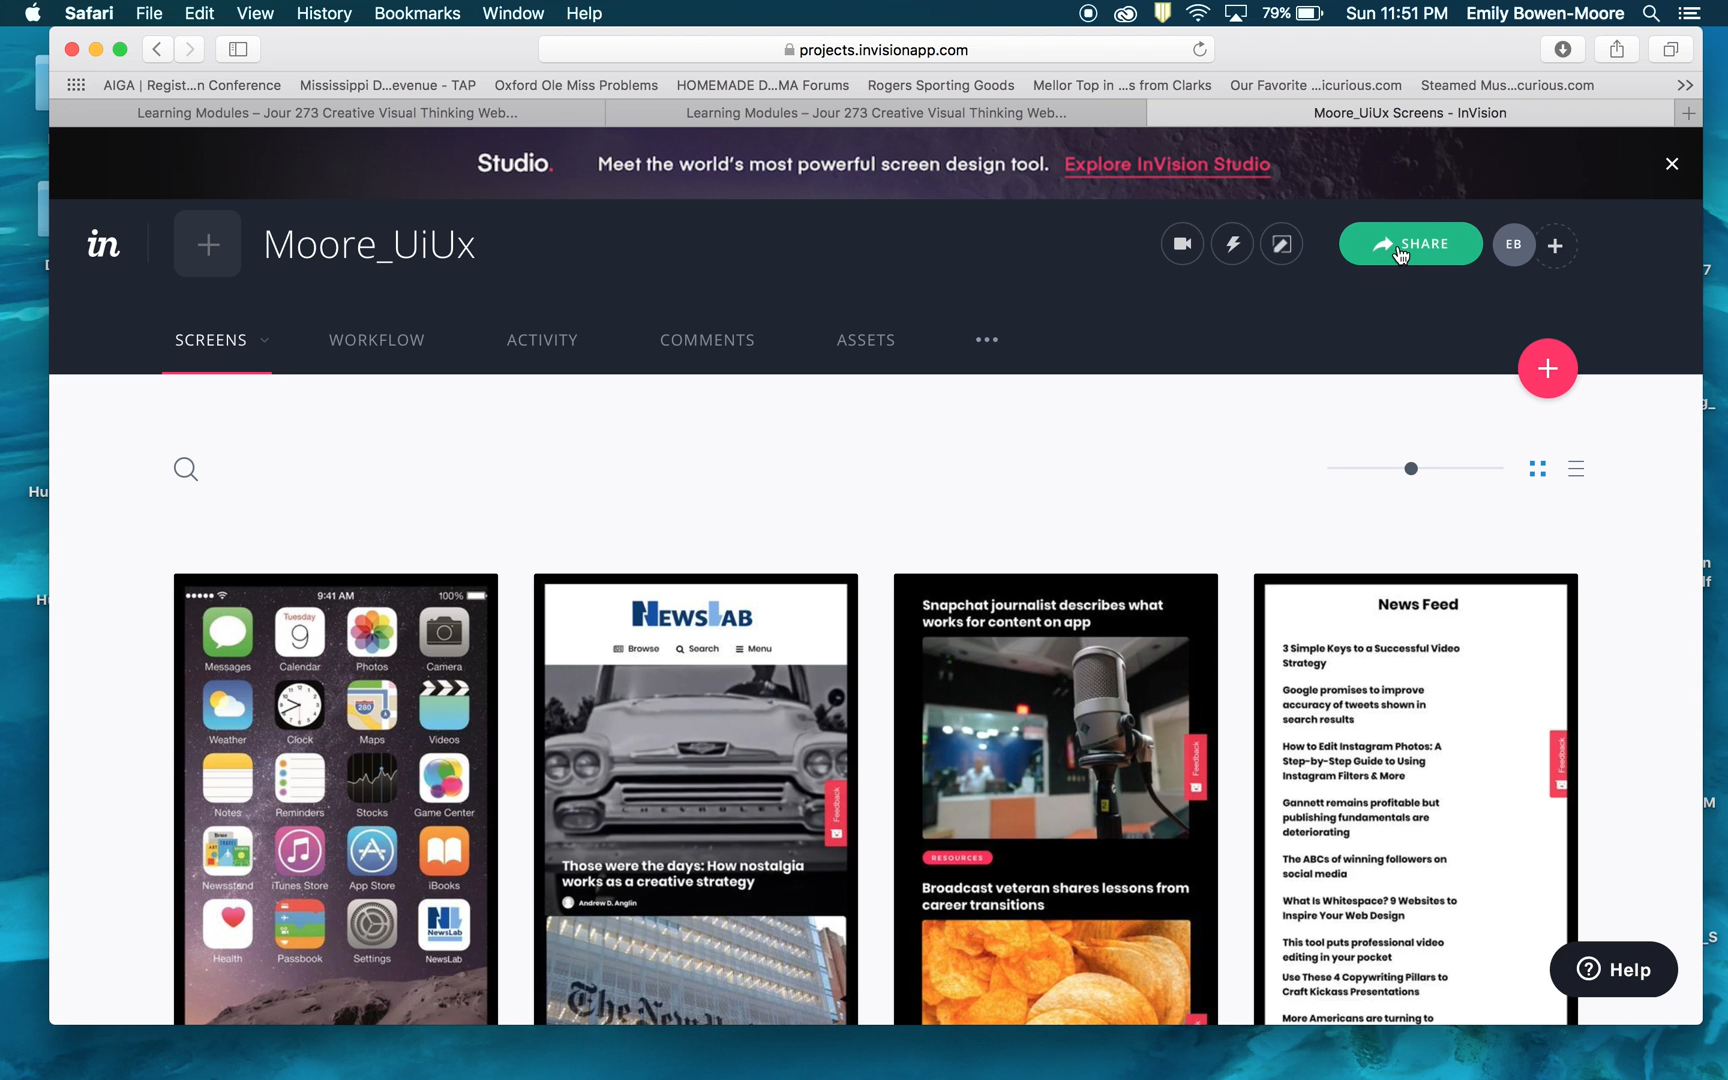 Safari File Edit View History Bookmarks Window Help
79% Sun 11:51 PM Emily Bowen-Moore
projects.invisionapp.com
AIGA | Regist...n Conference Mississippi D...evenue - TAP Oxford Ole Miss Problems HOMEMADE D...MA Forums Rogers Sporting Goods Mellor Top in ...s from Clarks Our Favorite ...icurious.com Steamed Mus...curious.com
Learning Modules – Jour 273 Creative Visual Thinking Web... Learning Modules – Jour 273 Creative Visual Thinking Web... Moore_UiUx Screens - InVision
Studio. Meet the world's most powerful screen design tool. Explore InVision Studio
in Moore_UiUx SHARE EB
SCREENS WORKFLOW ACTIVITY COMMENTS ASSETS
9:41 AM 100%
Tuesday
9
Messages Calendar Photos Camera
280
Weather Clock Maps Videos
Notes Reminders Stocks Game Center
Newsstand iTunes Store App Store iBooks
NewsLab
Health Passbook Settings NewsLab
NEWSLAB
Browse Search Menu
CHEVROLET
Feedback
Those were the days: How nostalgia
works as a creative strategy
Andrew D. Anglin
The New
Snapchat journalist describes what
works for content on app
Feedback
RESOURCES
Broadcast veteran shares lessons from
career transitions
News Feed
3 Simple Keys to a Successful Video
Strategy
Google promises to improve
accuracy of tweets shown in
search results
How to Edit Instagram Photos: A
Step-by-Step Guide to Using
Instagram Filters & More
Gannett remains profitable but
publishing fundamentals are
deteriorating
The ABCs of winning followers on
social media
What Is Whitespace? 9 Websites to
Inspire Your Web Design
This tool puts professional video
editing in your pocket
Use These 4 Copywriting Pillars to
Craft Kickass Presentations
More Americans are turning to
Feedback
Help